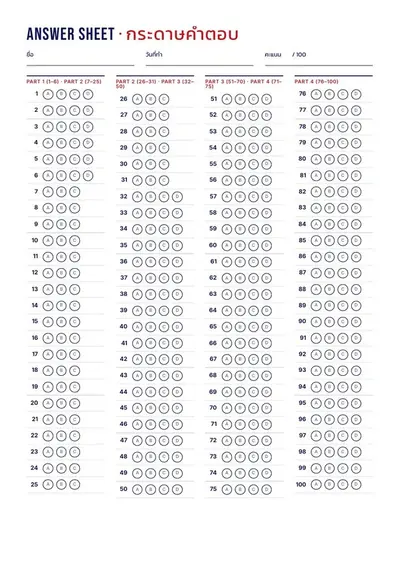 ANSWER SHEET · กระดาษคำตอบ
ชื่อ วันที่ทำ คะแนน / 100
PART 1 (1–6) · PART 2 (7–25)
1 A B C D
2 A B C D
3 A B C D
4 A B C D
5 A B C D
6 A B C D
7 A B C
8 A B C
9 A B C
10 A B C
11 A B C
12 A B C
13 A B C
14 A B C
15 A B C
16 A B C
17 A B C
18 A B C
19 A B C
20 A B C
21 A B C
22 A B C
23 A B C
24 A B C
25 A B C
PART 2 (26–31) · PART 3 (32–
50)
26 A B C
27 A B C
28 A B C
29 A B C
30 A B C
31 A B C
32 A B C D
33 A B C D
34 A B C D
35 A B C D
36 A B C D
37 A B C D
38 A B C D
39 A B C D
40 A B C D
41 A B C D
42 A B C D
43 A B C D
44 A B C D
45 A B C D
46 A B C D
47 A B C D
48 A B C D
49 A B C D
50 A B C D
PART 3 (51–70) · PART 4 (71–
75)
51 A B C D
52 A B C D
53 A B C D
54 A B C D
55 A B C D
56 A B C D
57 A B C D
58 A B C D
59 A B C D
60 A B C D
61 A B C D
62 A B C D
63 A B C D
64 A B C D
65 A B C D
66 A B C D
67 A B C D
68 A B C D
69 A B C D
70 A B C D
71 A B C D
72 A B C D
73 A B C D
74 A B C D
75 A B C D
PART 4 (76–100)
76 A B C D
77 A B C D
78 A B C D
79 A B C D
80 A B C D
81 A B C D
82 A B C D
83 A B C D
84 A B C D
85 A B C D
86 A B C D
87 A B C D
88 A B C D
89 A B C D
90 A B C D
91 A B C D
92 A B C D
93 A B C D
94 A B C D
95 A B C D
96 A B C D
97 A B C D
98 A B C D
99 A B C D
100 A B C D